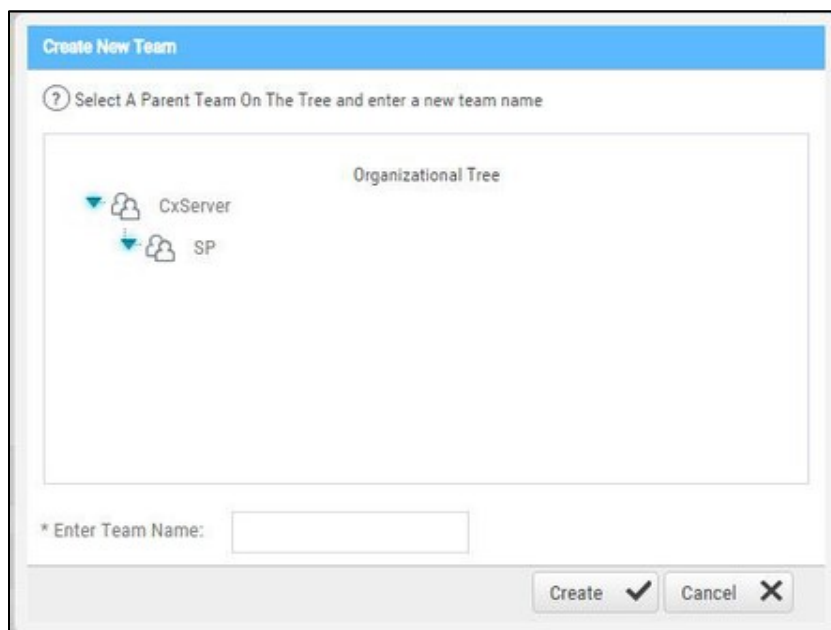 Create New Team
? Select A Parent Team On The Tree and enter a new team name
Organizational Tree
CxServer
SP
* Enter Team Name:
Create
Cancel